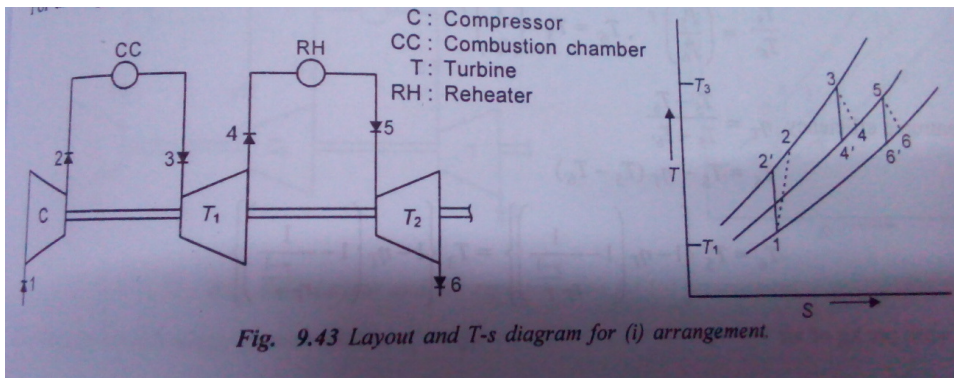 C : Compressor
CC : Combustion chamber
T : Turbine
RH : Reheater
CC
RH
2
3
4
5
C
T₁
T₂
1
6
T₃
3
5
2
2'
4
4'
6
6'
T
T₁
1
S
Fig. 9.43 Layout and T-s diagram for (i) arrangement.